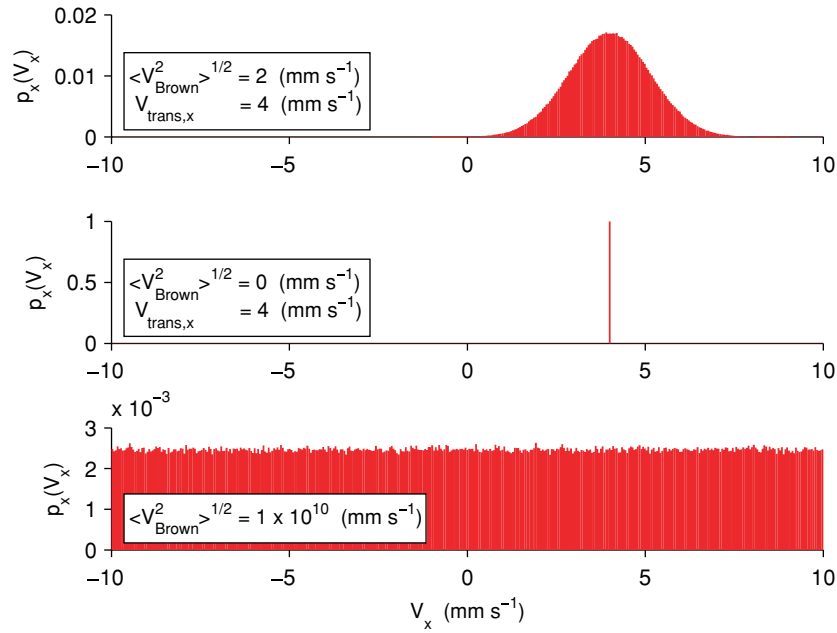 0.02
0.01
0
p_x(V_x)
<V²_Brown>^1/2 = 2 (mm s⁻¹)
V_trans,x = 4 (mm s⁻¹)
−10 −5 0 5 10
1
0.5
0
p_x(V_x)
<V²_Brown>^1/2 = 0 (mm s⁻¹)
V_trans,x = 4 (mm s⁻¹)
−10 −5 0 5 10
x 10⁻³
3
2
1
0
p_x(V_x)
<V²_Brown>^1/2 = 1 x 10¹⁰ (mm s⁻¹)
−10 −5 0 5 10
V_x (mm s⁻¹)